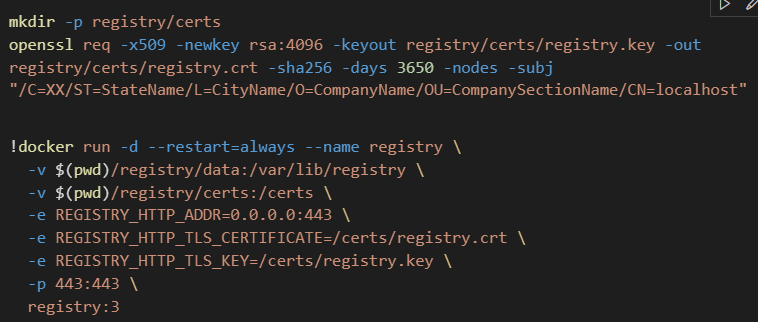 mkdir -p registry/certs
openssl req -x509 -newkey rsa:4096 -keyout registry/certs/registry.key -out
registry/certs/registry.crt -sha256 -days 3650 -nodes -subj
"/C=XX/ST=StateName/L=CityName/O=CompanyName/OU=CompanySectionName/CN=localhost"
!docker run -d --restart=always --name registry \
-v $(pwd)/registry/data:/var/lib/registry \
-v $(pwd)/registry/certs:/certs \
-e REGISTRY_HTTP_ADDR=0.0.0.0:443 \
-e REGISTRY_HTTP_TLS_CERTIFICATE=/certs/registry.crt \
-e REGISTRY_HTTP_TLS_KEY=/certs/registry.key \
-p 443:443 \
registry:3